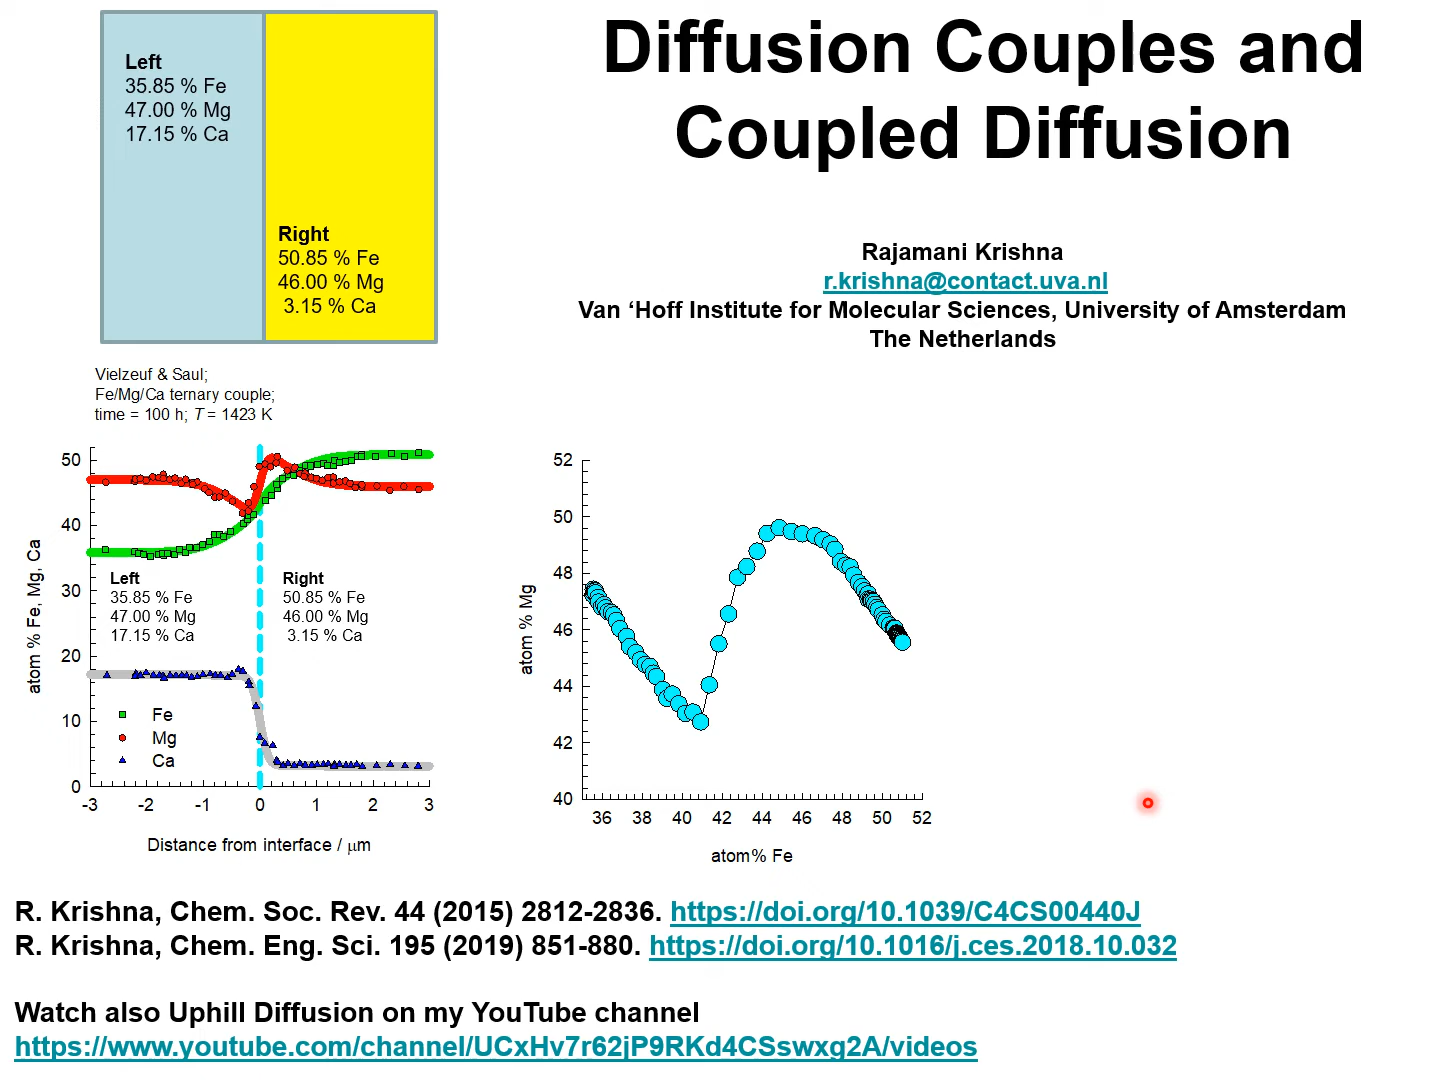 Left
35.85 % Fe
47.00 % Mg
17.15 % Ca
Right
50.85 % Fe
46.00 % Mg
3.15 % Ca
Diffusion Couples and
Coupled Diffusion
Rajamani Krishna
r.krishna@contact.uva.nl
Van ‘Hoff Institute for Molecular Sciences, University of Amsterdam
The Netherlands
Vielzeuf & Saul;
Fe/Mg/Ca ternary couple;
time = 100 h; T = 1423 K
atom % Fe, Mg, Ca
50
40
30
20
10
0
Left
35.85 % Fe
47.00 % Mg
17.15 % Ca
Right
50.85 % Fe
46.00 % Mg
3.15 % Ca
Fe
Mg
Ca
-3 -2 -1 0 1 2 3
Distance from interface / μm
atom % Mg
52
50
48
46
44
42
40
36 38 40 42 44 46 48 50 52
atom% Fe
R. Krishna, Chem. Soc. Rev. 44 (2015) 2812-2836. https://doi.org/10.1039/C4CS00440J
R. Krishna, Chem. Eng. Sci. 195 (2019) 851-880. https://doi.org/10.1016/j.ces.2018.10.032
Watch also Uphill Diffusion on my YouTube channel
https://www.youtube.com/channel/UCxHv7r62jP9RKd4CSswxg2A/videos